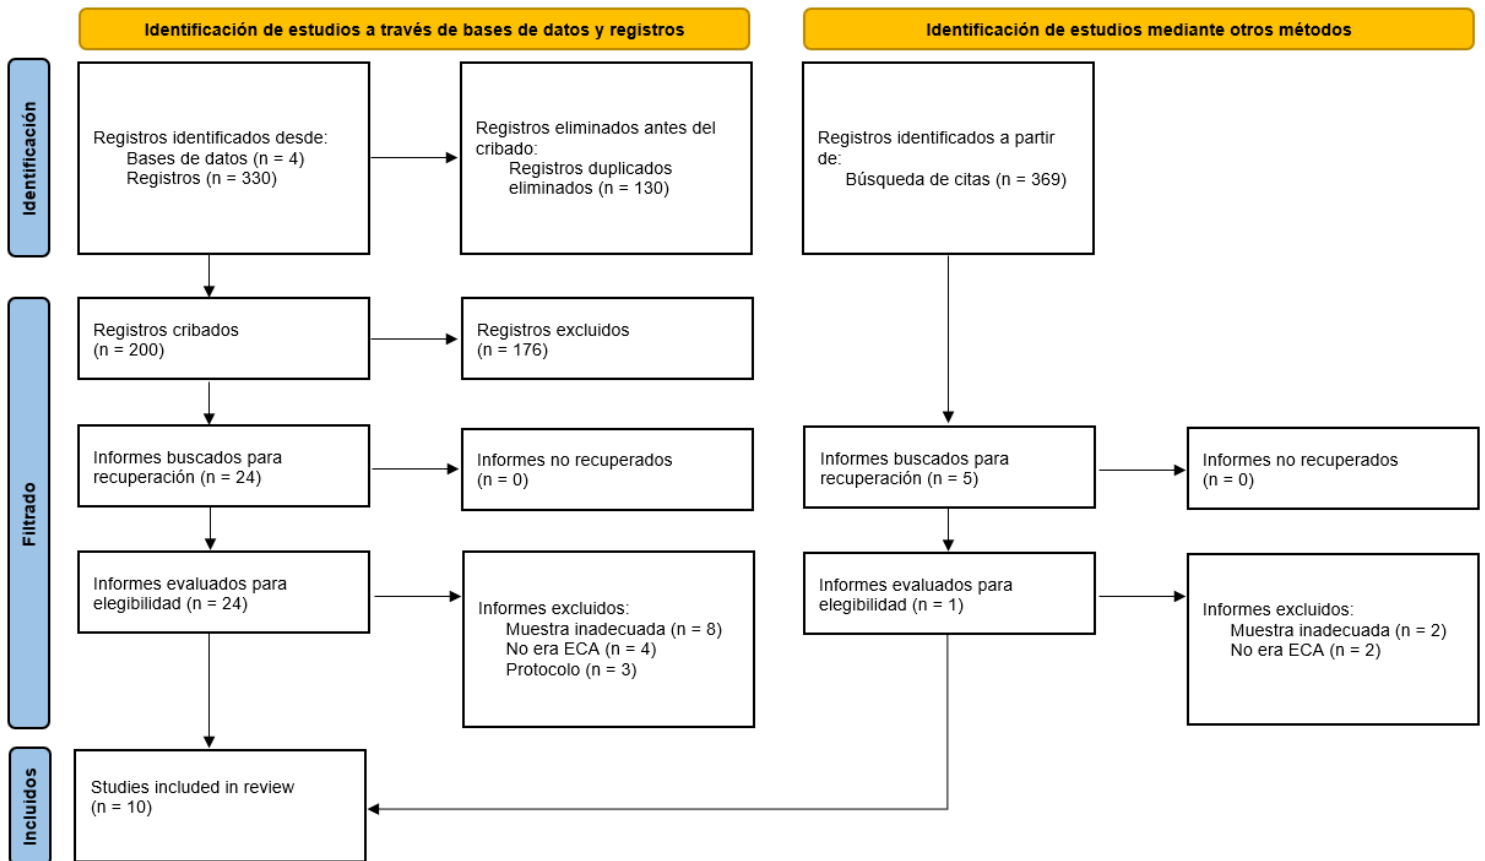 Identificación de estudios a través de bases de datos y registros
Identificación de estudios mediante otros métodos
Identificación
Registros identificados desde:
Bases de datos (n = 4)
Registros (n = 330)
Registros eliminados antes del
cribado:
Registros duplicados
eliminados (n = 130)
Registros identificados a partir
de:
Búsqueda de citas (n = 369)
Filtrado
Registros cribados
(n = 200)
Registros excluidos
(n = 176)
Informes buscados para
recuperación (n = 24)
Informes no recuperados
(n = 0)
Informes buscados para
recuperación (n = 5)
Informes no recuperados
(n = 0)
Informes evaluados para
elegibilidad (n = 24)
Informes excluidos:
Muestra inadecuada (n = 8)
No era ECA (n = 4)
Protocolo (n = 3)
Informes evaluados para
elegibilidad (n = 1)
Informes excluidos:
Muestra inadecuada (n = 2)
No era ECA (n = 2)
Incluidos
Studies included in review
(n = 10)